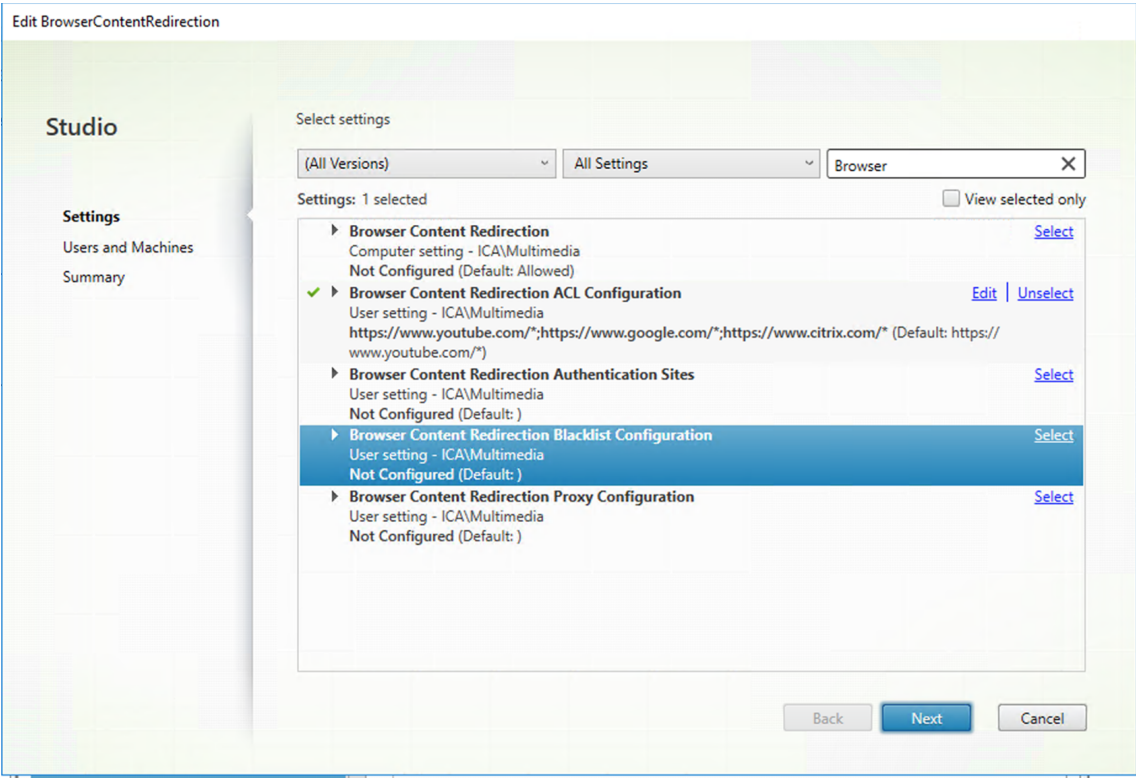 Edit BrowserContentRedirection
Studio
Settings
Users and Machines
Summary
Select settings
(All Versions)
All Settings
Browser
Settings: 1 selected
View selected only
Browser Content Redirection Select
Computer setting - ICA\Multimedia
Not Configured (Default: Allowed)
Browser Content Redirection ACL Configuration Edit | Unselect
User setting - ICA\Multimedia
https://www.youtube.com/*;https://www.google.com/*;https://www.citrix.com/* (Default: https://
www.youtube.com/*)
Browser Content Redirection Authentication Sites Select
User setting - ICA\Multimedia
Not Configured (Default: )
Browser Content Redirection Blacklist Configuration Select
User setting - ICA\Multimedia
Not Configured (Default: )
Browser Content Redirection Proxy Configuration Select
User setting - ICA\Multimedia
Not Configured (Default: )
Back
Next
Cancel